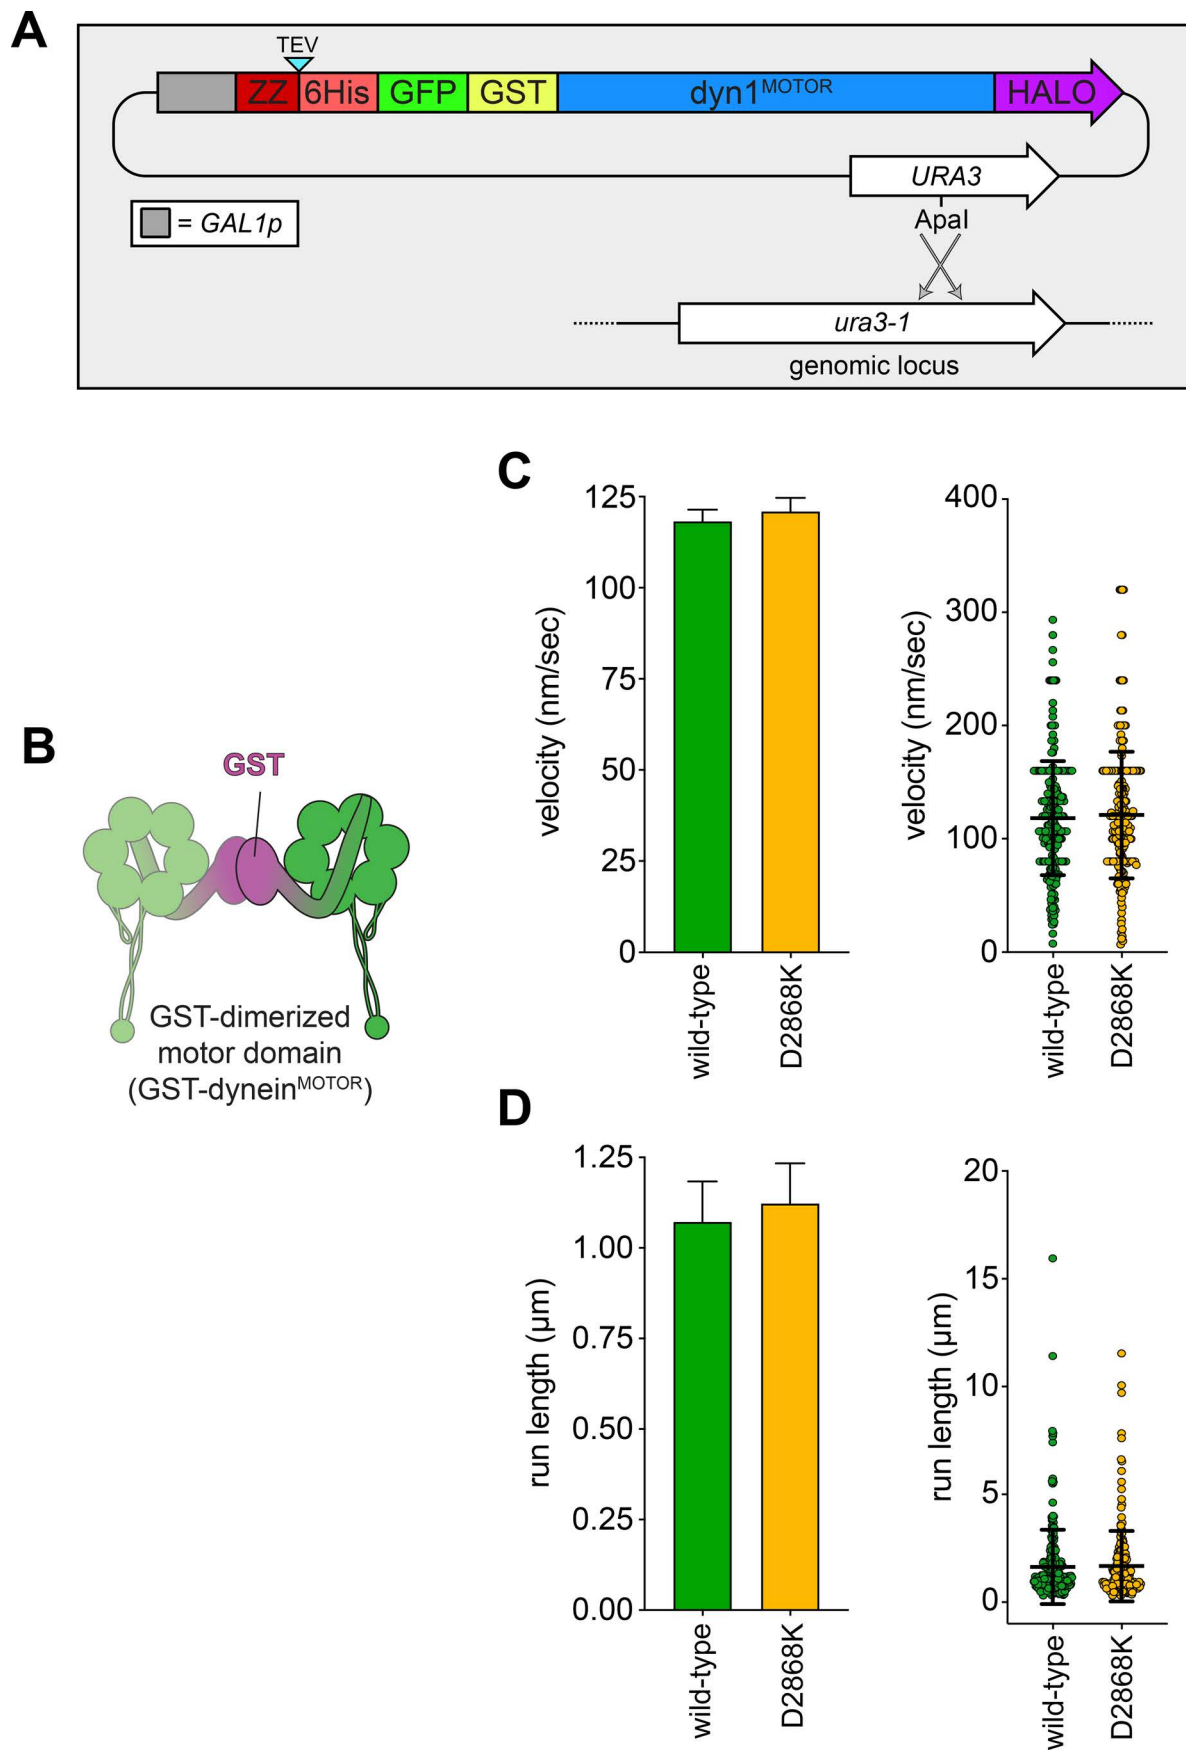 A
TEV
ZZ 6His GFP GST dyn1MOTOR HALO
URA3
= GAL1p
ApaI
ura3-1
genomic locus
B
GST
GST-dimerized
motor domain
(GST-dyneinMOTOR)
C
velocity (nm/sec)
125
100
75
50
25
0
wild-type
D2868K
velocity (nm/sec)
400
300
200
100
0
wild-type
D2868K
D
run length (µm)
1.25
1.00
0.75
0.50
0.25
0.00
wild-type
D2868K
run length (µm)
20
15
10
5
0
wild-type
D2868K